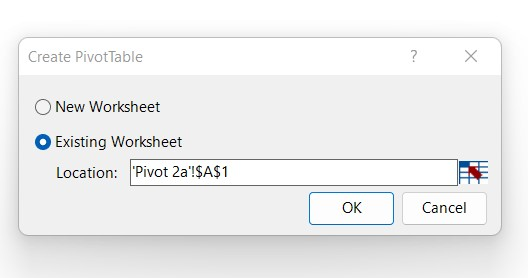 Create PivotTable ?
New Worksheet
Existing Worksheet
Location: 'Pivot 2a'!$A$1
OK Cancel